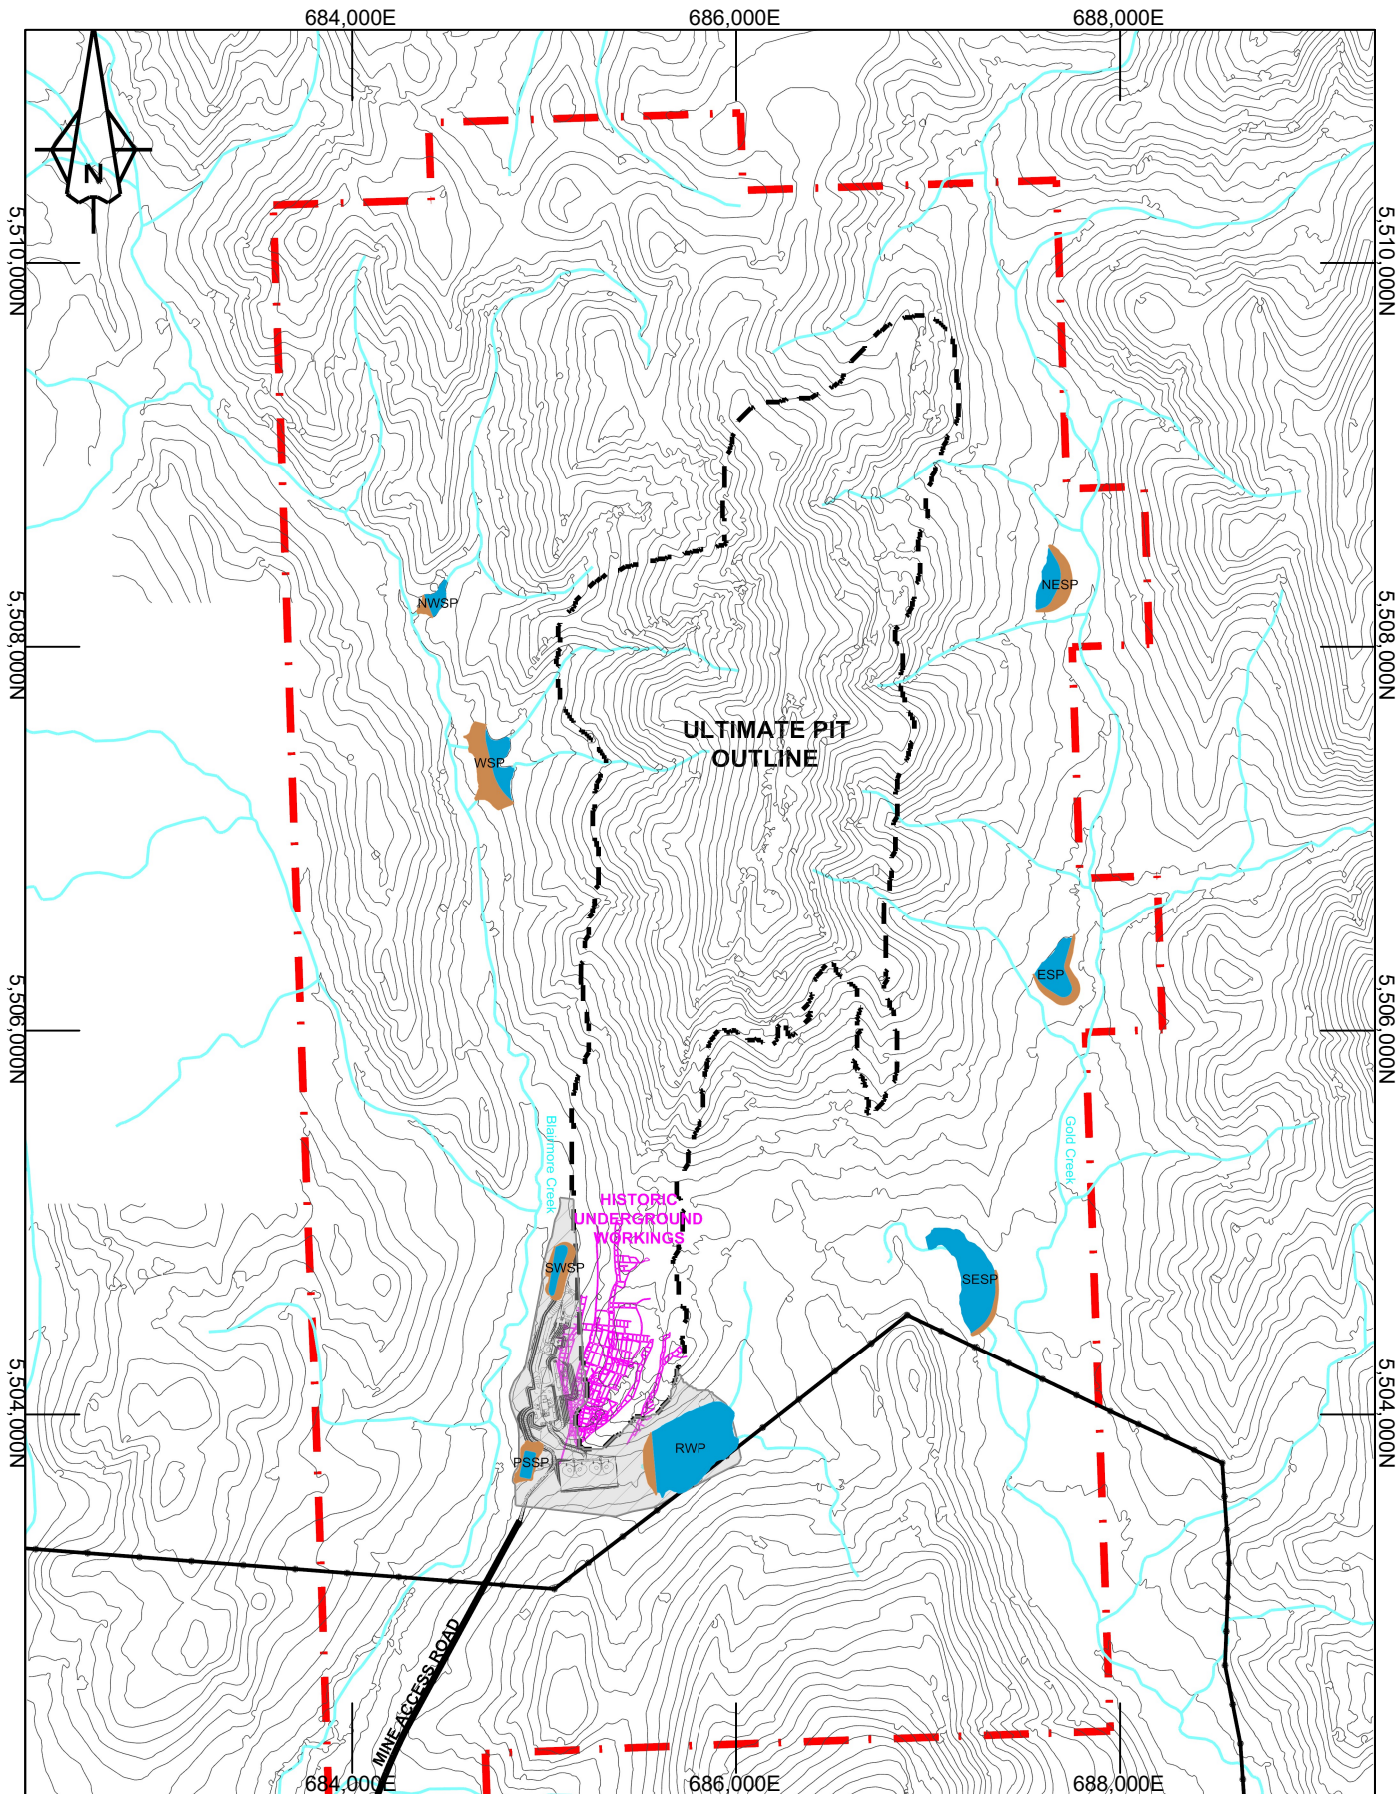 684,000E
686,000E
688,000E
N
5,510,000N
5,510,000N
NESP
NWSP
5,508,000N
5,508,000N
ULTIMATE PIT
OUTLINE
WSP
ESP
5,506,000N
5,506,000N
Blairmore Creek
Gold Creek
HISTORIC
UNDERGROUND
WORKINGS
SWSP
SESP
5,504,000N
5,504,000N
RWP
PSSP
MINE ACCESS ROAD
684,000E
686,000E
688,000E